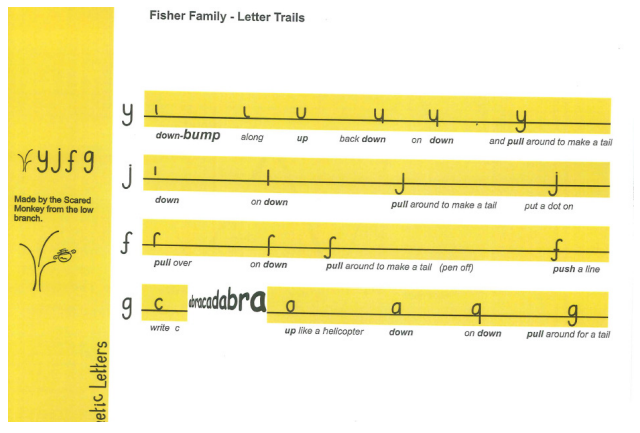 Fisher Family - Letter Trails
y
down-bump along up back down on down and pull around to make a tail
y j f g
Made by the Scared
Monkey from the low
branch.
j
down on down pull around to make a tail put a dot on
f
pull over on down pull around to make a tail (pen off) push a line
g c abracadabra
write c up like a helicopter down on down pull around for a tail
etic Letters